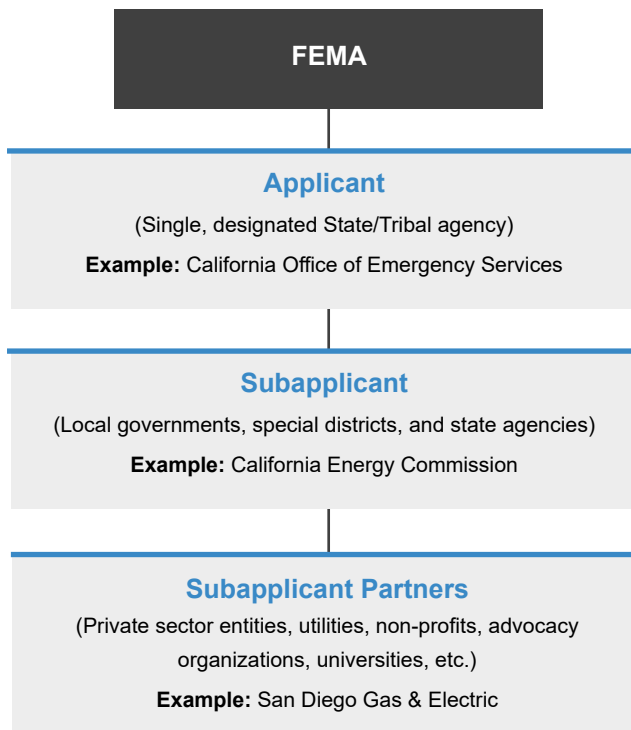 FEMA
Applicant
(Single, designated State/Tribal agency)
Example: California Office of Emergency Services
Subapplicant
(Local governments, special districts, and state agencies)
Example: California Energy Commission
Subapplicant Partners
(Private sector entities, utilities, non-profits, advocacy
organizations, universities, etc.)
Example: San Diego Gas & Electric